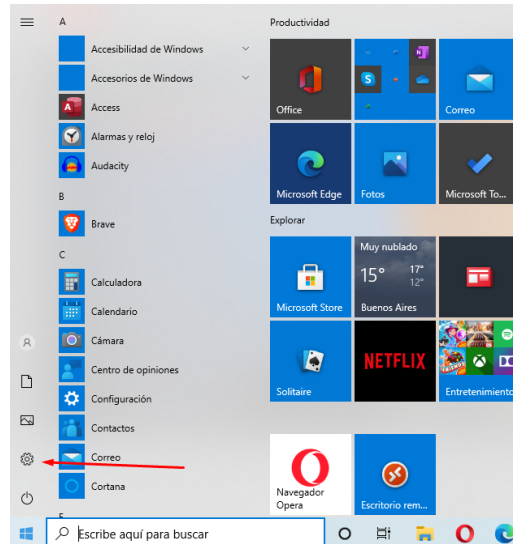 A
Accesibilidad de Windows
Accesorios de Windows
Access
Alarmas y reloj
Audacity
B
Brave
C
Calculadora
Calendario
Cámara
Centro de opiniones
Configuración
Contactos
Correo
Cortana
Productividad
Office
Correo
Microsoft Edge
Fotos
Microsoft To...
Explorar
Microsoft Store
Muy nublado
15° 17°
12°
Buenos Aires
Solitaire
NETFLIX
Entretenimiento
Navegador
Opera
Escritorio rem...
Escribe aquí para buscar